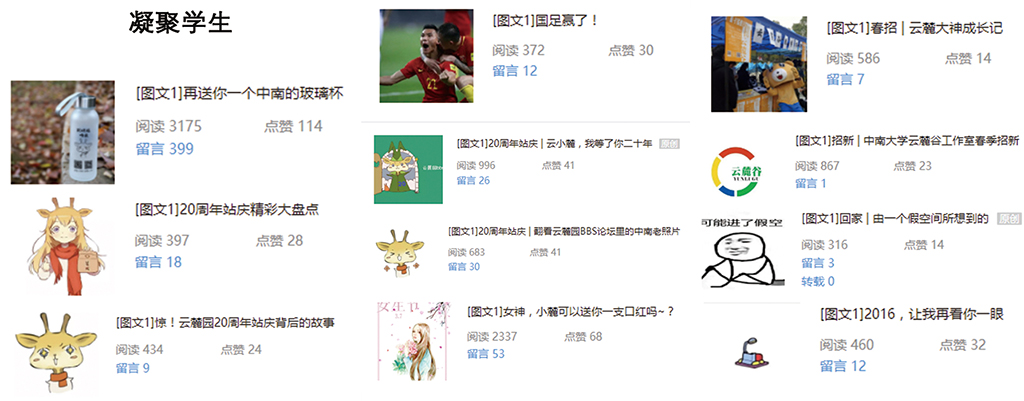 凝聚学生
[图文1]再送你一个中南的玻璃杯
阅读 3175 点赞 114
留言 399
[图文1]20周年站庆精彩大盘点
阅读 397 点赞 28
留言 18
[图文1]惊！云麓园20周年站庆背后的故事
阅读 434 点赞 24
留言 9
[图文1]国足赢了！
阅读 372 点赞 30
留言 12
[图文1]20周年站庆 | 云小麓，我等了你二十年 原创
阅读 996 点赞 41
留言 26
[图文1]20周年站庆 | 翻看云麓园BBS论坛里的中南老照片
阅读 683 点赞 41
留言 30
[图文1]女神，小麓可以送你一支口红吗~？
阅读 2337 点赞 68
留言 53
[图文1]春招 | 云麓大神成长记
阅读 586 点赞 14
留言 7
云麓谷
YUNLUGU
[图文1]招新 | 中南大学云麓谷工作室春季招新
阅读 867 点赞 23
留言 1
可能进了假空
[图文1]回家 | 由一个假空间所想到的 原创
阅读 316 点赞 14
留言 3
转载 0
[图文1]2016，让我再看你一眼
阅读 460 点赞 32
留言 12